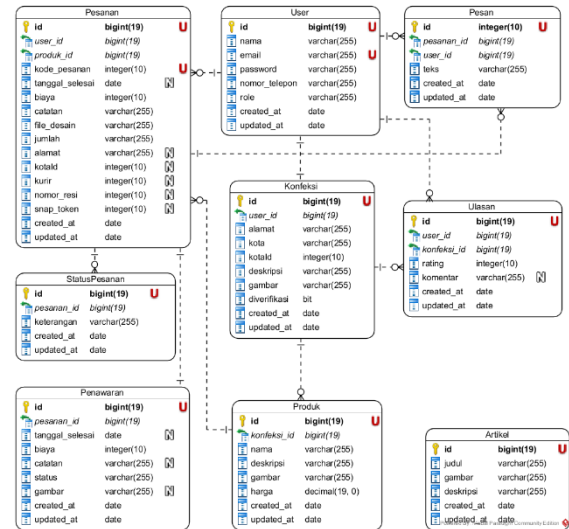 Pesanan
id bigint(19) U
user_id bigint(19)
produk_id bigint(19)
kode_pesanan integer(10) U
tanggal_selesai date N
biaya integer(10)
catatan varchar(255)
file_desain varchar(255)
jumlah varchar(255)
alamat varchar(255) N
kotaId integer(10) N
kurir integer(10) N
nomor_resi integer(10) N
snap_token integer(10) N
created_at date
updated_at date
User
id bigint(19) U
nama varchar(255)
email varchar(255) U
password varchar(255)
nomor_telepon varchar(255)
role varchar(255)
created_at date
updated_at date
Pesan
id integer(10) U
pesanan_id bigint(19)
user_id bigint(19)
teks varchar(255)
created_at date
updated_at date
Konfeksi
id bigint(19) U
user_id bigint(19)
alamat varchar(255)
kota varchar(255)
kotaId integer(10)
deskripsi varchar(255)
gambar varchar(255)
diverifikasi bit
created_at date
updated_at date
Ulasan
id bigint(19) U
user_id bigint(19)
konfeksi_id bigint(19)
rating integer(10)
komentar varchar(255) N
created_at date
updated_at date
StatusPesanan
id bigint(19) U
pesanan_id bigint(19)
keterangan varchar(255)
created_at date
updated_at date
Penawaran
id bigint(19) U
pesanan_id bigint(19)
tanggal_selesai date N
biaya integer(10)
catatan varchar(255) N
status varchar(255)
gambar varchar(255) N
created_at date
updated_at date
Produk
id bigint(19) U
konfeksi_id bigint(19)
nama varchar(255)
deskripsi varchar(255)
gambar varchar(255)
harga decimal(19, 0)
created_at date
updated_at date
Artikel
id bigint(19) U
judul varchar(255)
gambar varchar(255)
deskripsi varchar(255)
created_at date
updated_at date
Community Edition